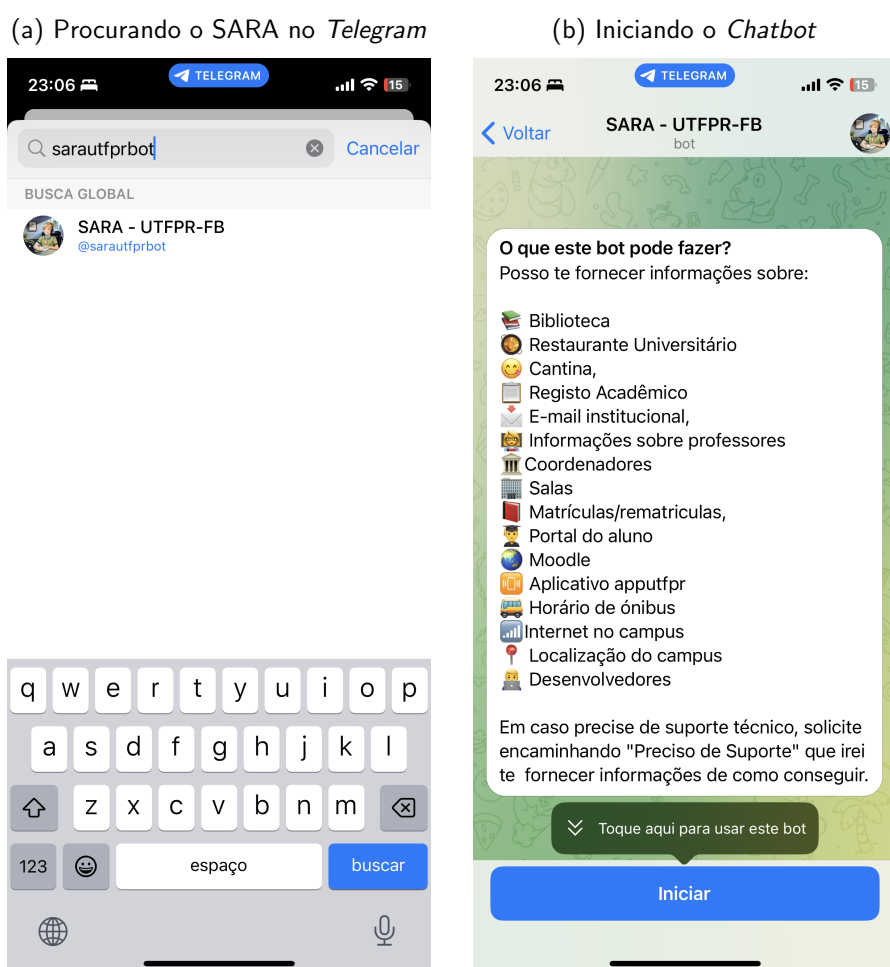 (a) Procurando o SARA no Telegram
23:06
TELEGRAM
15
sarautfprbot
Cancelar
BUSCA GLOBAL
SARA - UTFPR-FB
@sarautfprbot
q w e r t y u i o p
a s d f g h j k l
z x c v b n m
123
espaço
buscar
(b) Iniciando o Chatbot
23:06
TELEGRAM
15
Voltar
SARA - UTFPR-FB
bot
O que este bot pode fazer?
Posso te fornecer informações sobre:
Biblioteca
Restaurante Universitário
Cantina,
Registo Acadêmico
E-mail institucional,
Informações sobre professores
Coordenadores
Salas
Matrículas/rematriculas,
Portal do aluno
Moodle
Aplicativo apputfpr
Horário de ónibus
Internet no campus
Localização do campus
Desenvolvedores
Em caso precise de suporte técnico, solicite
encaminhando "Preciso de Suporte" que irei
te  fornecer informações de como conseguir.
Toque aqui para usar este bot
Iniciar